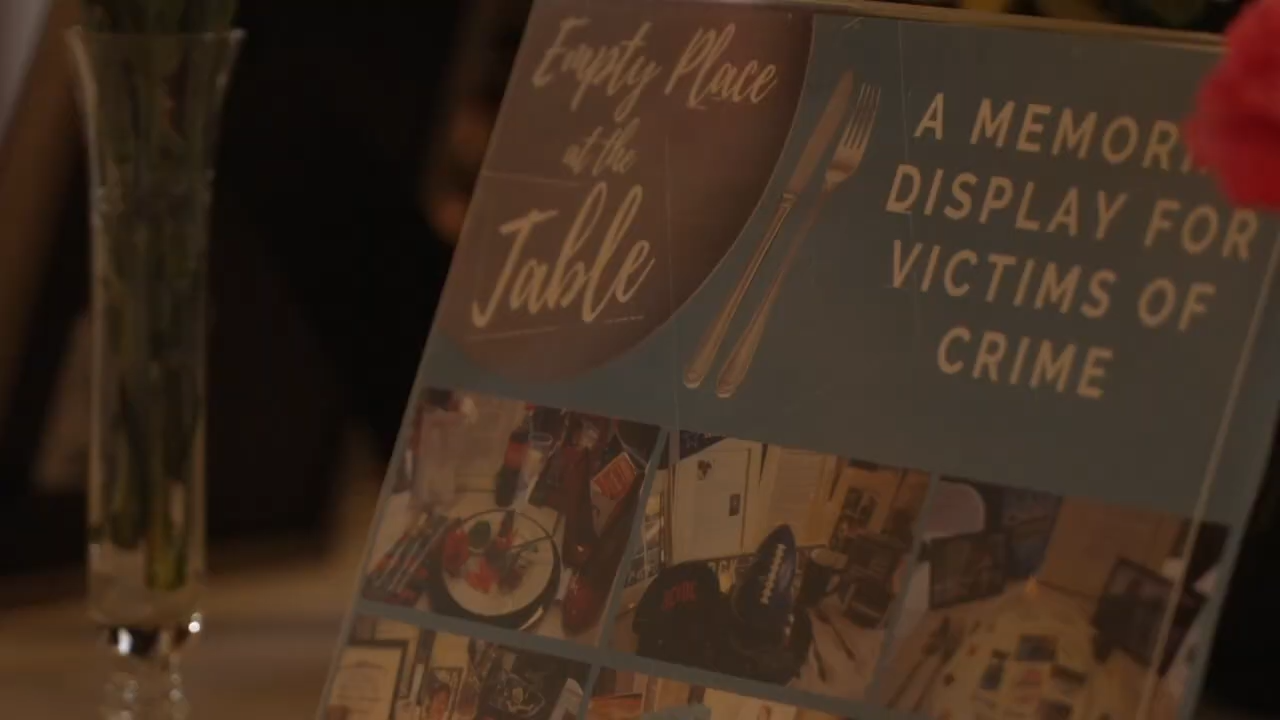 Empty Place
at the
Table
A MEMORI
DISPLAY FOR
VICTIMS OF
CRIME